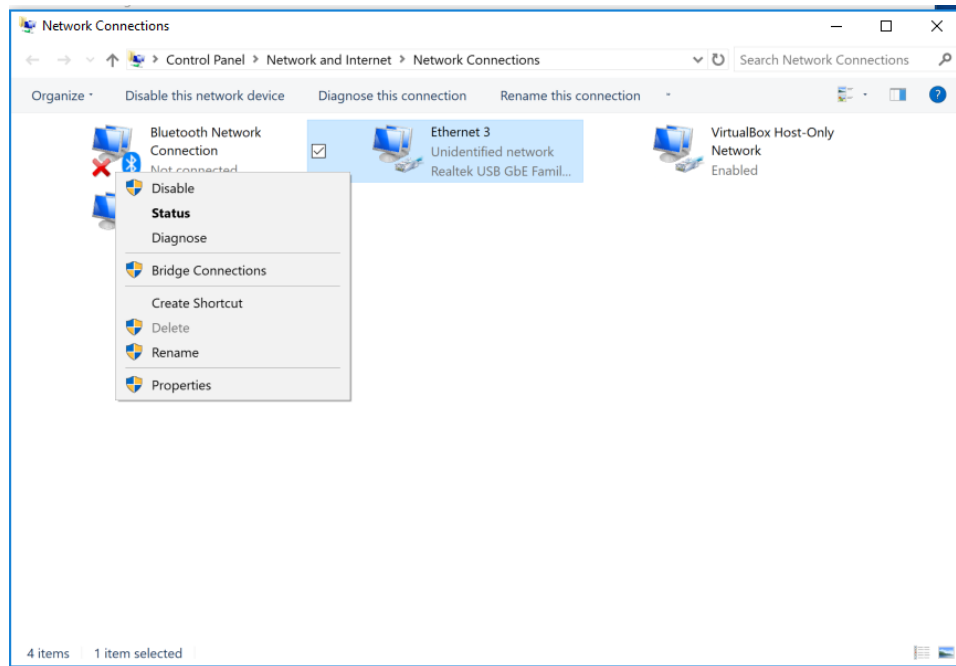 Network Connections
Control Panel > Network and Internet > Network Connections
Search Network Connections
Organize
Disable this network device
Diagnose this connection
Rename this connection
Bluetooth Network
Connection
Not connected
Ethernet 3
Unidentified network
Realtek USB GbE Famil...
VirtualBox Host-Only
Network
Enabled
Disable
Status
Diagnose
Bridge Connections
Create Shortcut
Delete
Rename
Properties
4 items
1 item selected